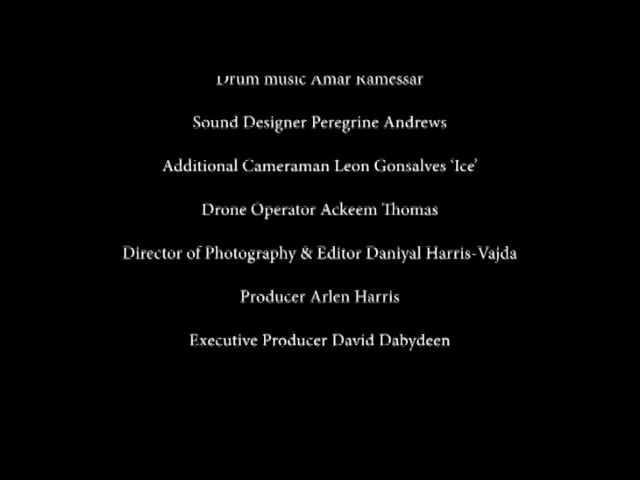 Drum music Amar Ramessar
Sound Designer Peregrine Andrews
Additional Cameraman Leon Gonsalves ‘Ice’
Drone Operator Ackeem Thomas
Director of Photography & Editor Daniyal Harris-Vajda
Producer Arlen Harris
Executive Producer David Dabydeen